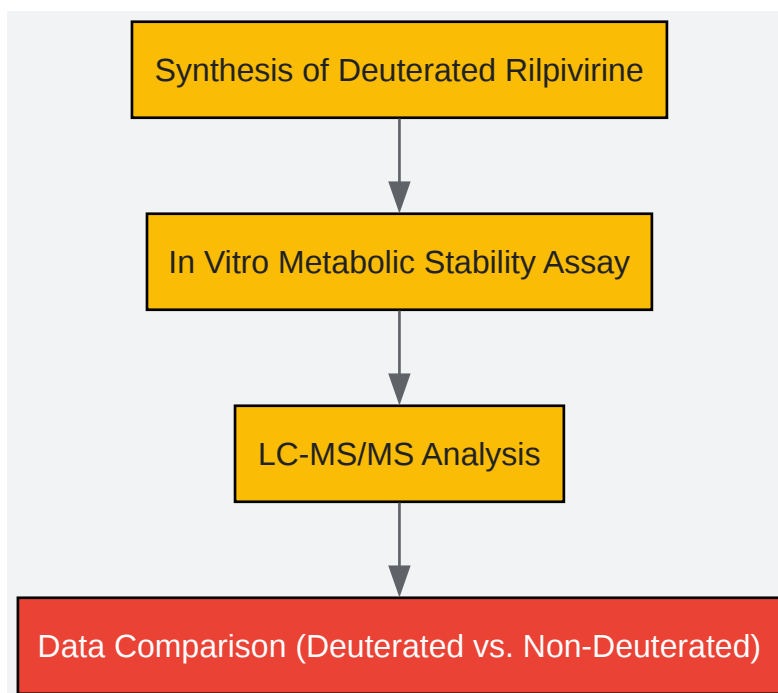 Synthesis of Deuterated Rilpivirine
In Vitro Metabolic Stability Assay
LC-MS/MS Analysis
Data Comparison (Deuterated vs. Non-Deuterated)